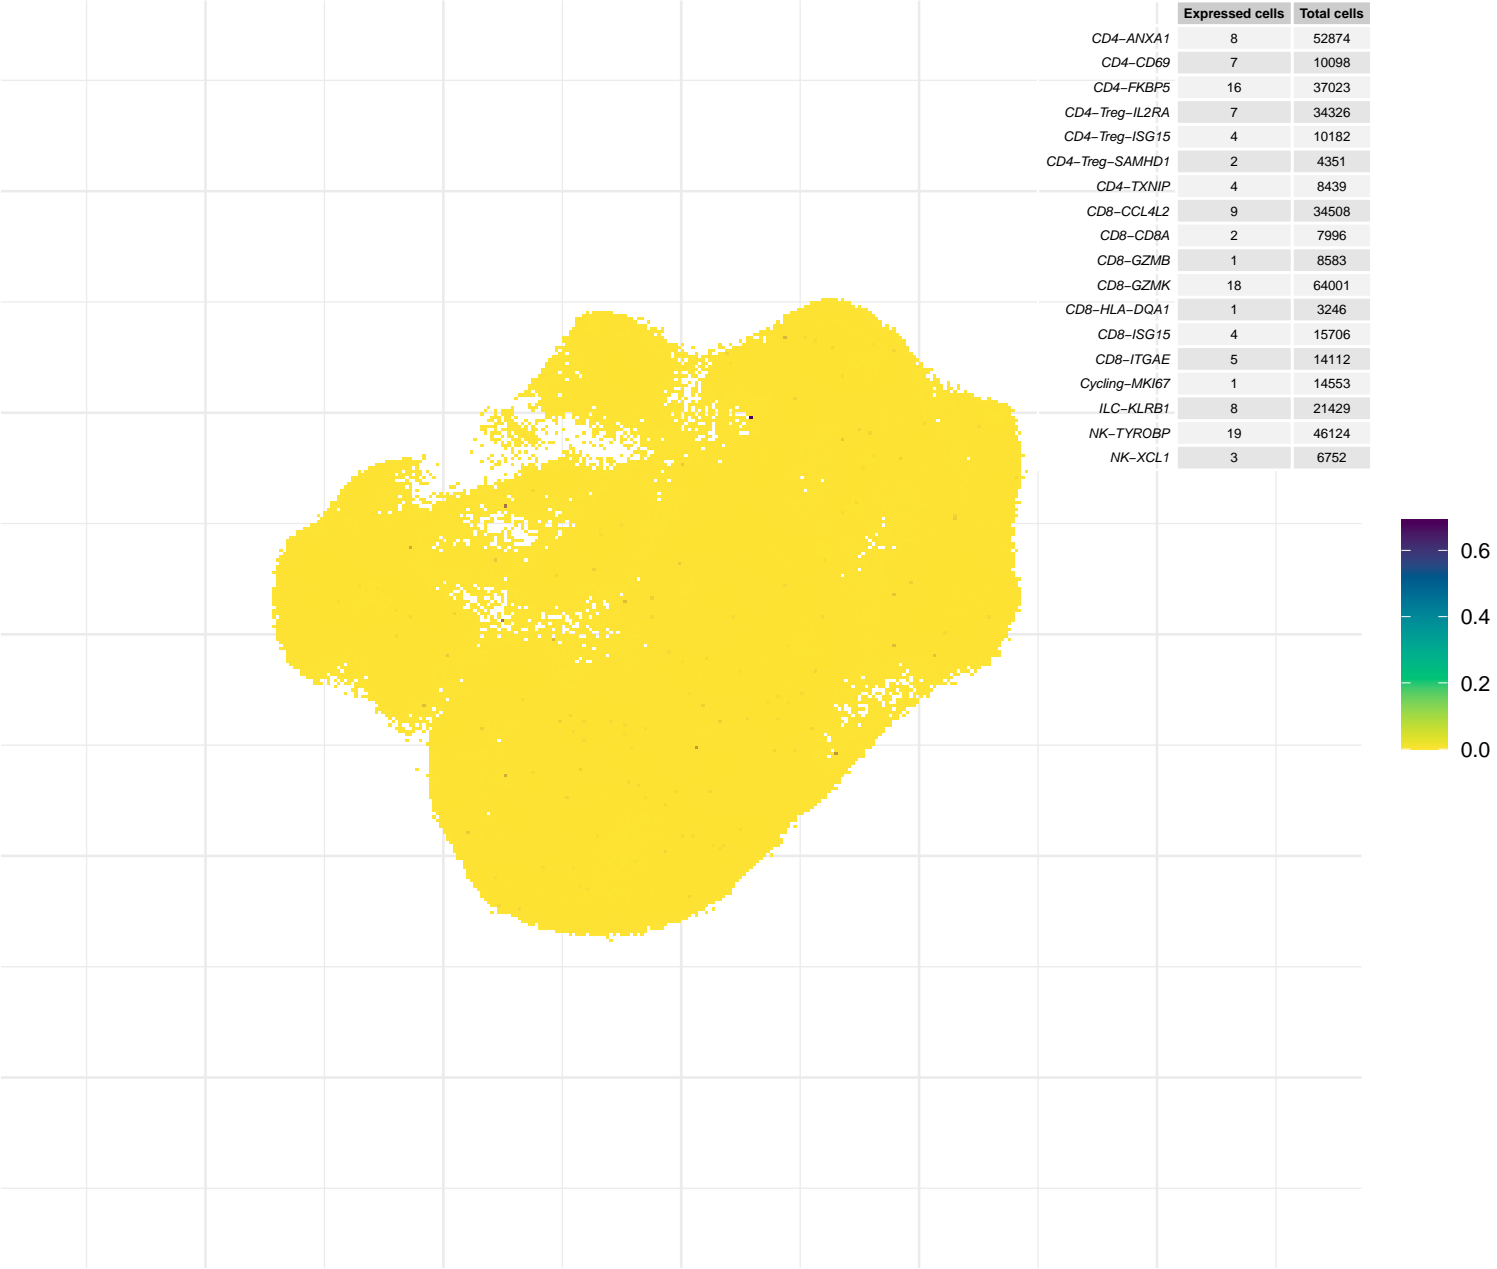 Expressed cells Total cells
CD4−ANXA1 8 52874
CD4−CD69 7 10098
CD4−FKBP5 16 37023
CD4−Treg−IL2RA 7 34326
CD4−Treg−ISG15 4 10182
CD4−Treg−SAMHD1 2 4351
CD4−TXNIP 4 8439
CD8−CCL4L2 9 34508
CD8−CD8A 2 7996
CD8−GZMB 1 8583
CD8−GZMK 18 64001
CD8−HLA−DQA1 1 3246
CD8−ISG15 4 15706
CD8−ITGAE 5 14112
Cycling−MKI67 1 14553
ILC−KLRB1 8 21429
NK−TYROBP 19 46124
NK−XCL1 3 6752
0.6
0.4
0.2
0.0